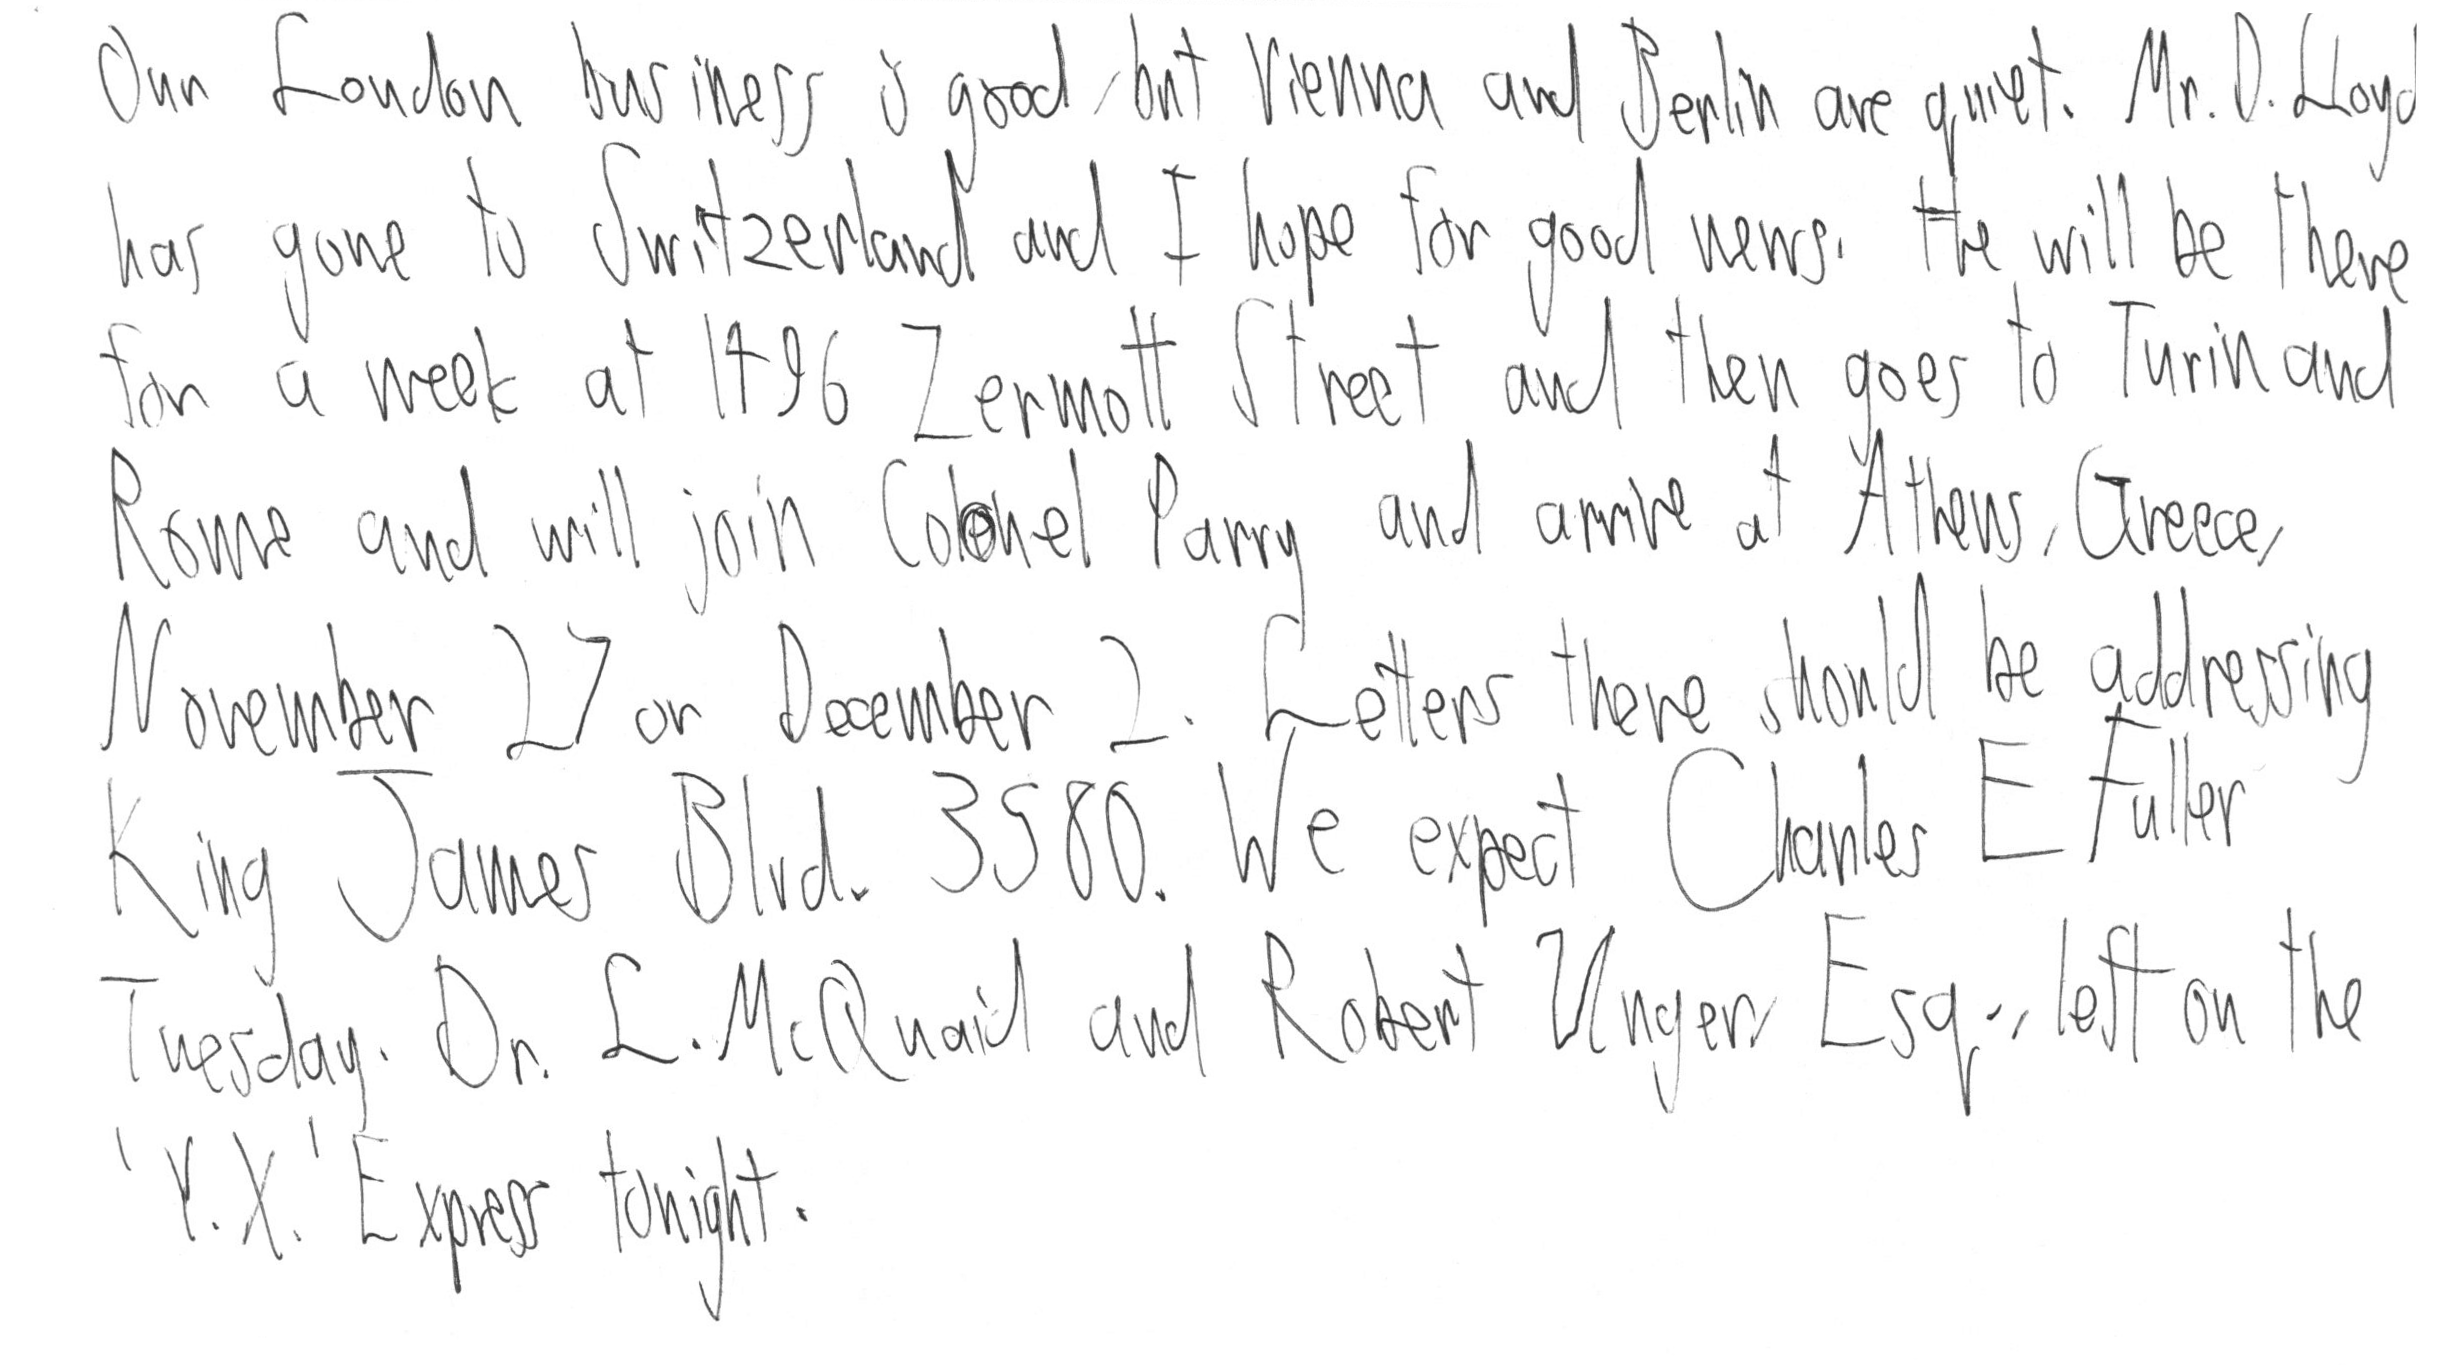 Our London business is good, but Vienna and Berlin are quiet. Mr. D. Lloyd
has gone to Switzerland and I hope for good news. He will be there
for a week at 1496 Zermott Street and then goes to Turin and
Rome and will join Colonel Parry and arrive at Athens, Greece,
November 27 or December 2. Letters there should be addressing
King James Blvd. 3580. We expect Charles E Fuller
Tuesday. Dr. L. McQuaid and Robert Unger, Esq., left on the
'Y.X.' Express tonight.